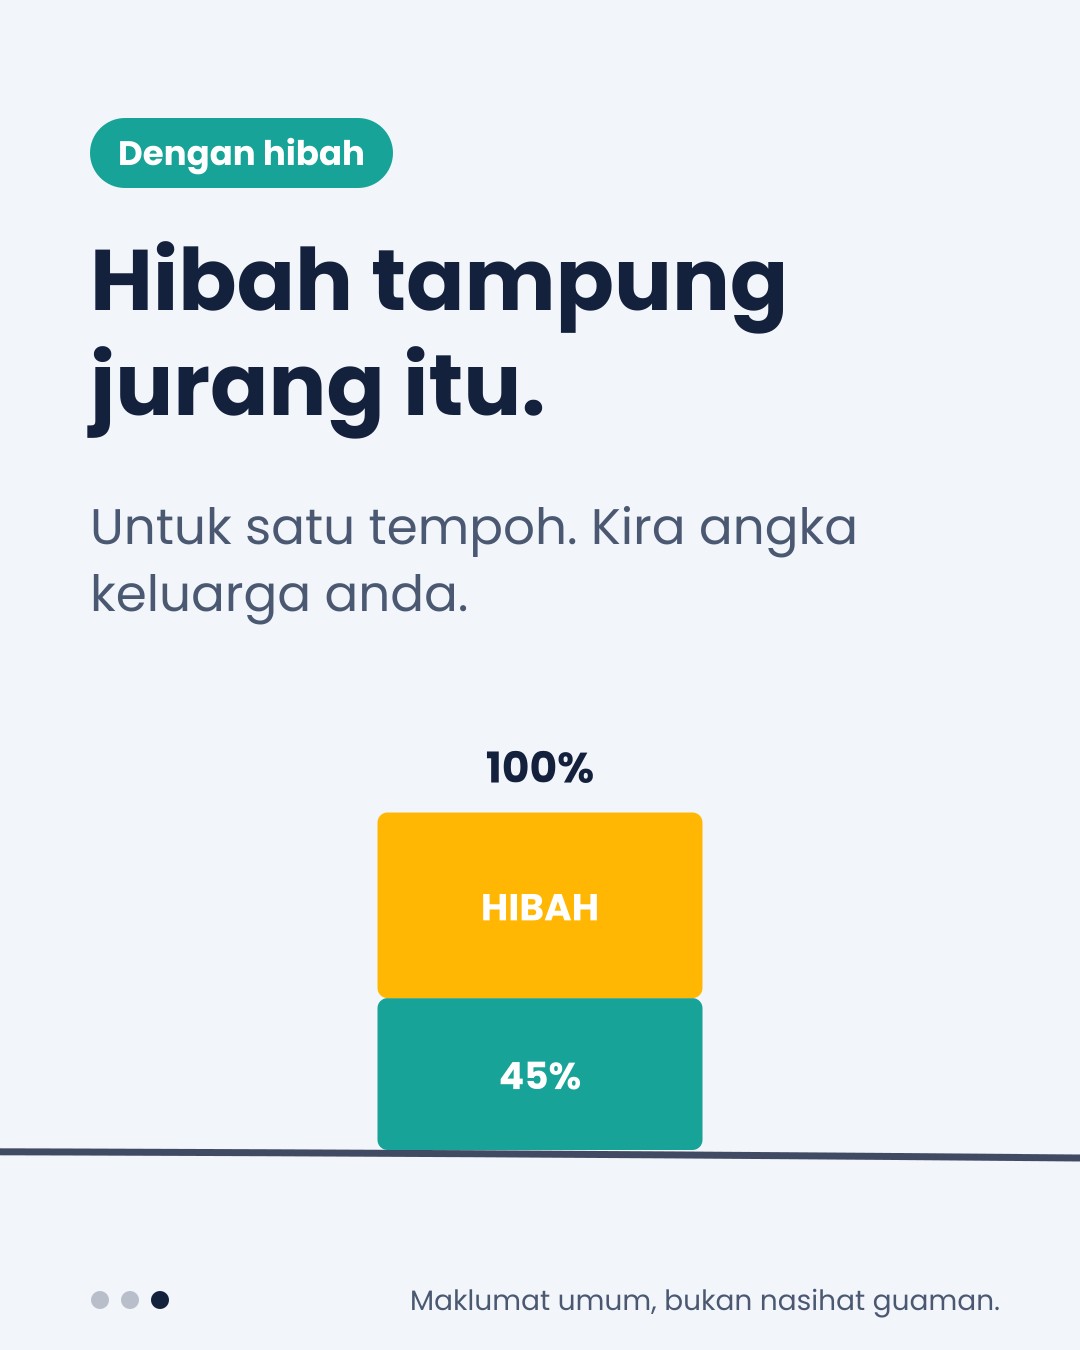 Dengan hibah
Hibah tampung
jurang itu.
Untuk satu tempoh. Kira angka
keluarga anda.
100%
HIBAH
45%
Maklumat umum, bukan nasihat guaman.